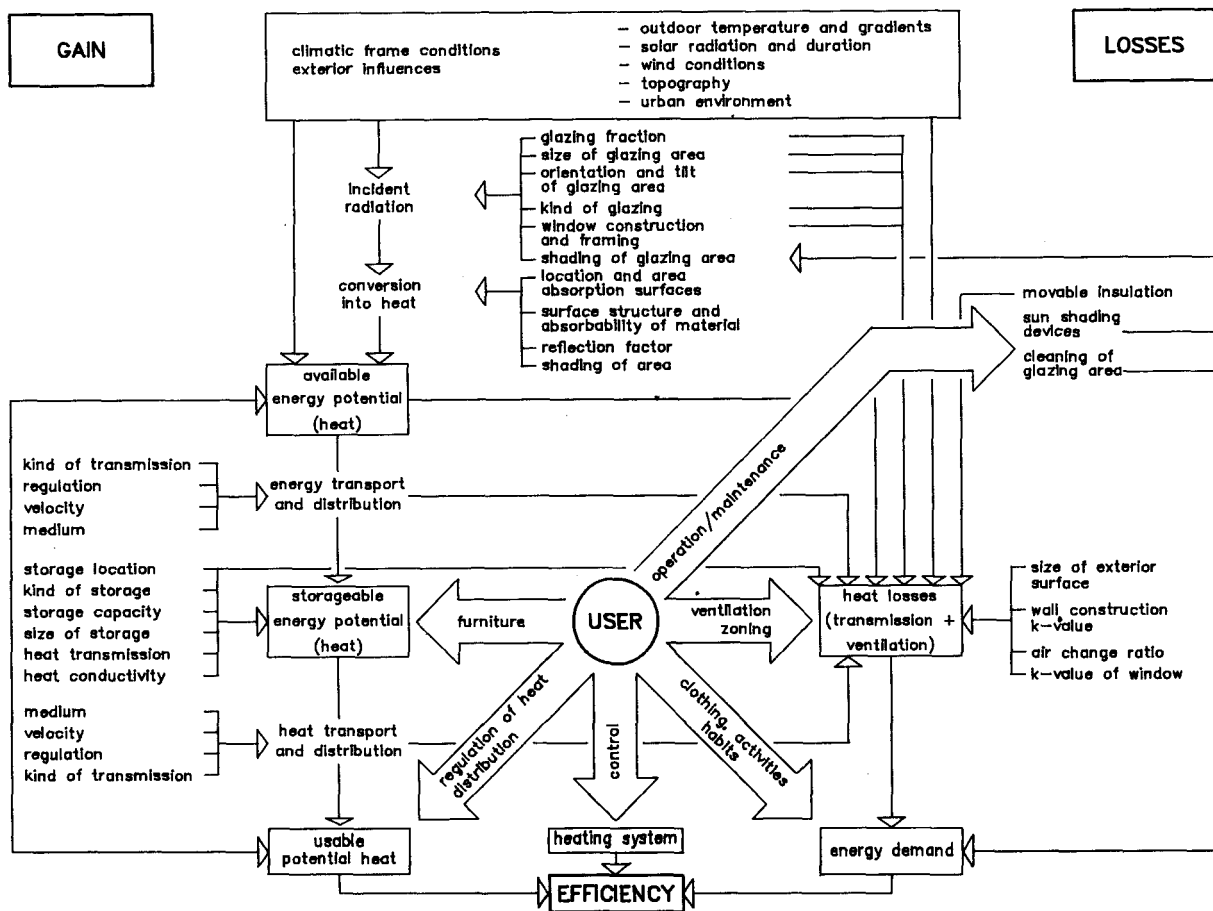 GAIN
climatic frame conditions
exterior influences
– outdoor temperature and gradients
– solar radiation and duration
– wind conditions
– topography
– urban environment
LOSSES
glazing fraction
size of glazing area
orientation and tilt
of glazing area
kind of glazing
window construction
and framing
shading of glazing area
incident
radiation
conversion
into heat
location and area
absorption surfaces
surface structure and
absorbability of material
reflection factor
shading of area
movable insulation
sun shading
devices
cleaning of
glazing area
available
energy potential
(heat)
kind of transmission
regulation
velocity
medium
energy transport
and distribution
operation/maintenance
storage location
kind of storage
storage capacity
size of storage
heat transmission
heat conductivity
storageable
energy potential
(heat)
furniture
USER
ventilation
zoning
heat losses
(transmission +
ventilation)
size of exterior
surface
wall construction
k-value
air change ratio
k-value of window
medium
velocity
regulation
kind of transmission
heat transport
and distribution
regulation of heat
distribution
control
clothing, activities
habits
usable
potential heat
heating system
energy demand
EFFICIENCY